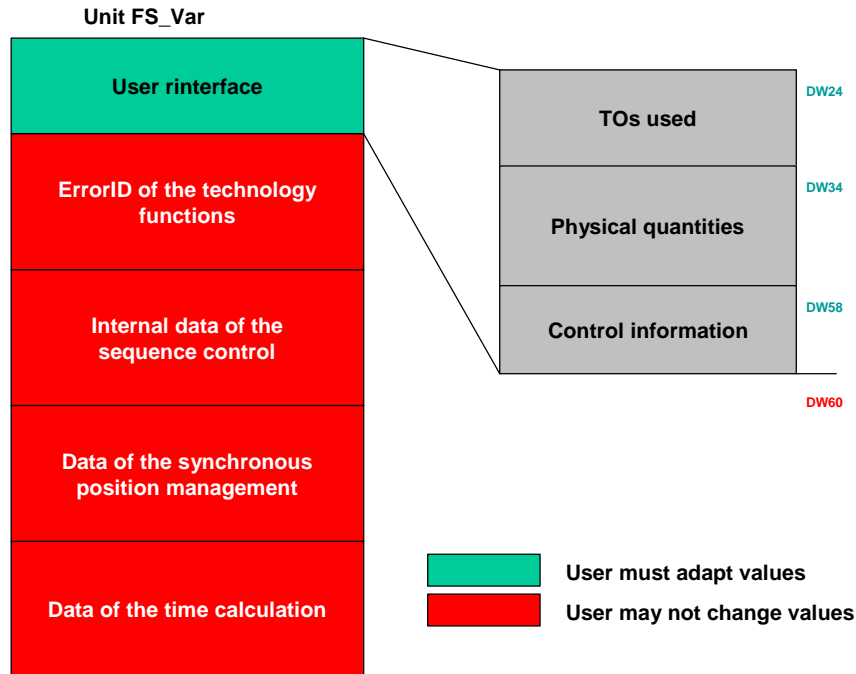 Unit FS_Var
User rinterface
ErrorID of the technology
functions
Internal data of the
sequence control
Data of the synchronous
position management
Data of the time calculation
TOs used
DW24
Physical quantities
DW34
Control information
DW58
DW60
User must adapt values
User may not change values